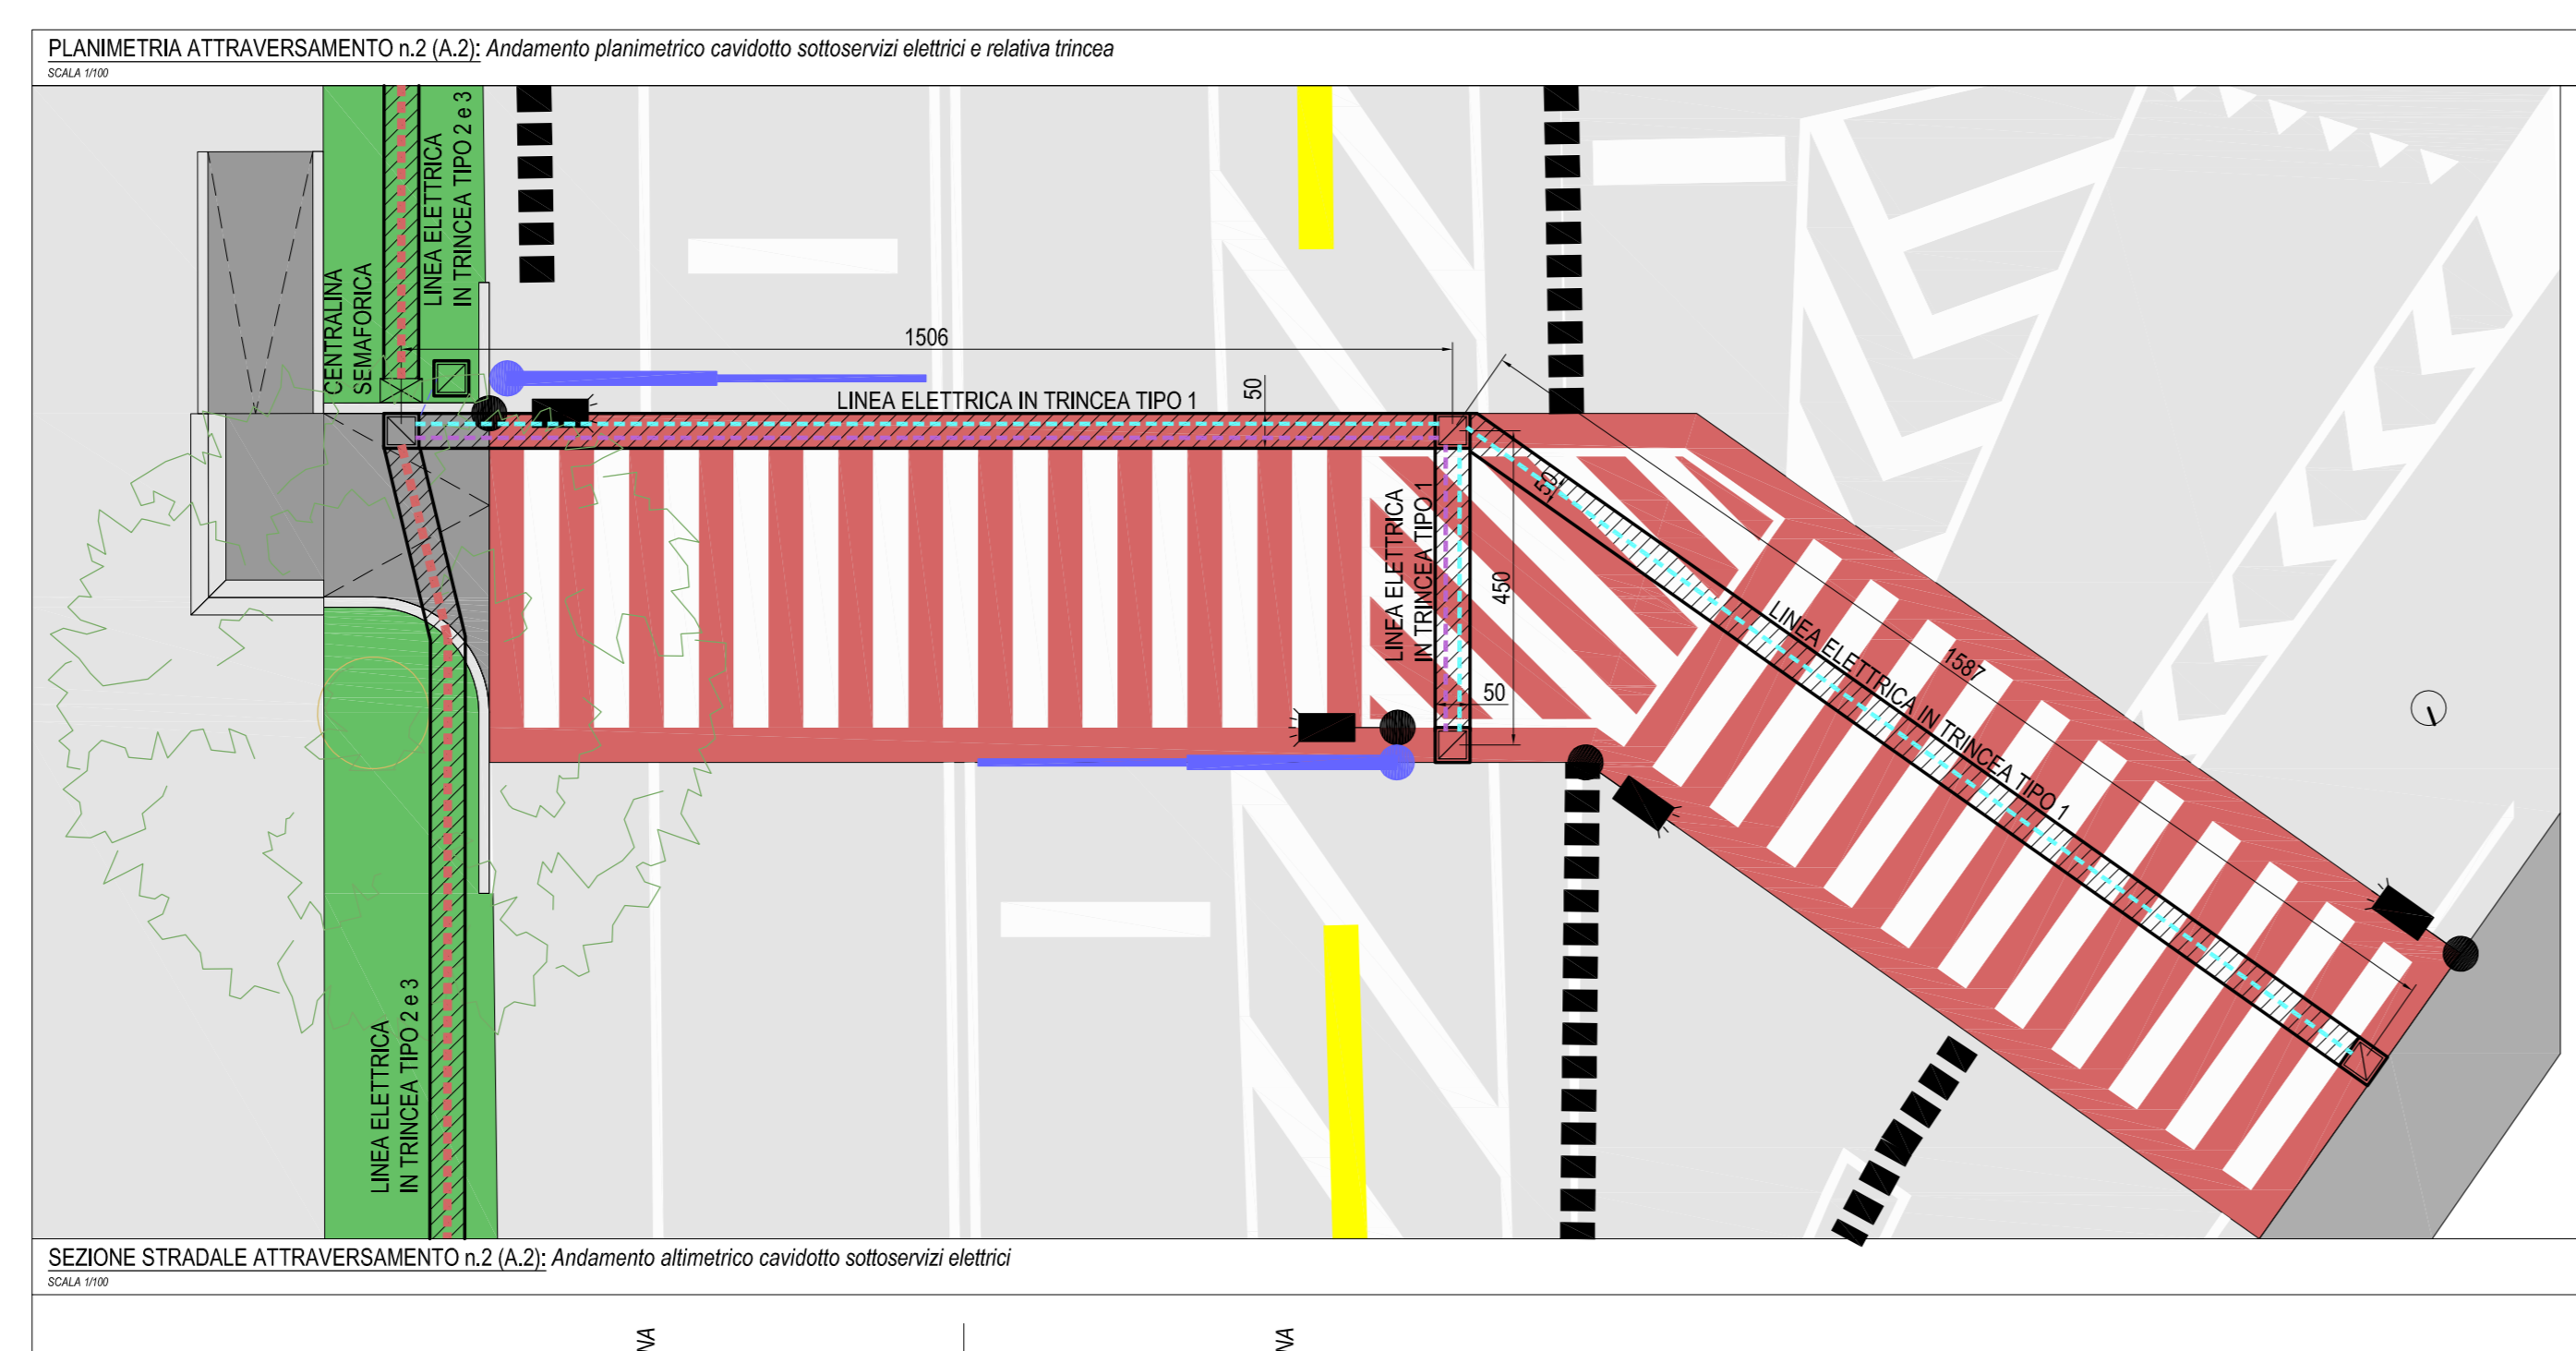 PLANIMETRIA ATTRAVERSAMENTO n.2 (A.2): Andamento planimetrico cavidotto sottoservizi elettrici e relativa trincea
SCALA 1/100
LINEA ELETTRICA
IN TRINCEA TIPO 2 e 3
CENTRALINA
SEMAFORICA
1506
LINEA ELETTRICA IN TRINCEA TIPO 1
50
50
LINEA ELETTRICA
IN TRINCEA TIPO 1
450
50
1587
LINEA ELETTRICA IN TRINCEA TIPO 1
LINEA ELETTRICA
IN TRINCEA TIPO 2 e 3
SEZIONE STRADALE ATTRAVERSAMENTO n.2 (A.2): Andamento altimetrico cavidotto sottoservizi elettrici
SCALA 1/100
NA
NA